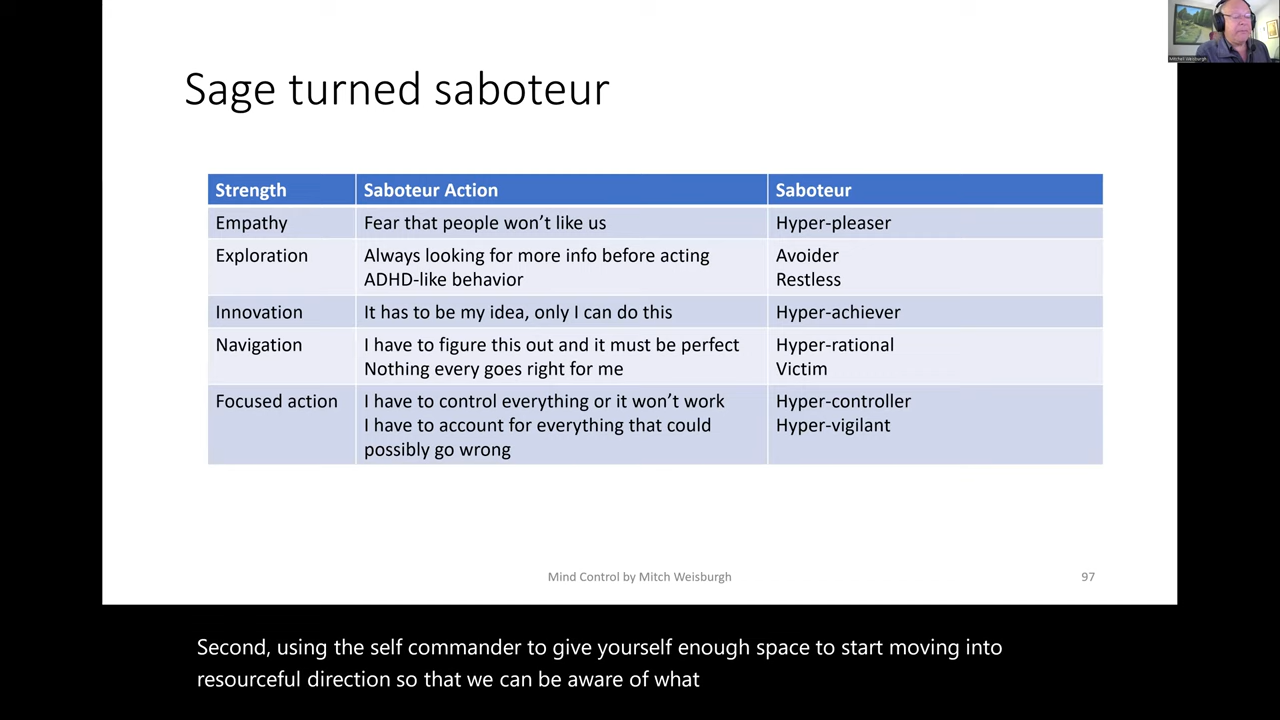 Mitchell Weisburgh
Sage turned saboteur
Strength Saboteur Action Saboteur
Empathy Fear that people won't like us Hyper-pleaser
Exploration Always looking for more info before acting Avoider
ADHD-like behavior Restless
Innovation It has to be my idea, only I can do this Hyper-achiever
Navigation I have to figure this out and it must be perfect Hyper-rational
Nothing every goes right for me Victim
Focused action I have to control everything or it won't work Hyper-controller
I have to account for everything that could Hyper-vigilant
possibly go wrong
Mind Control by Mitch Weisburgh 97
Second, using the self commander to give yourself enough space to start moving into
resourceful direction so that we can be aware of what